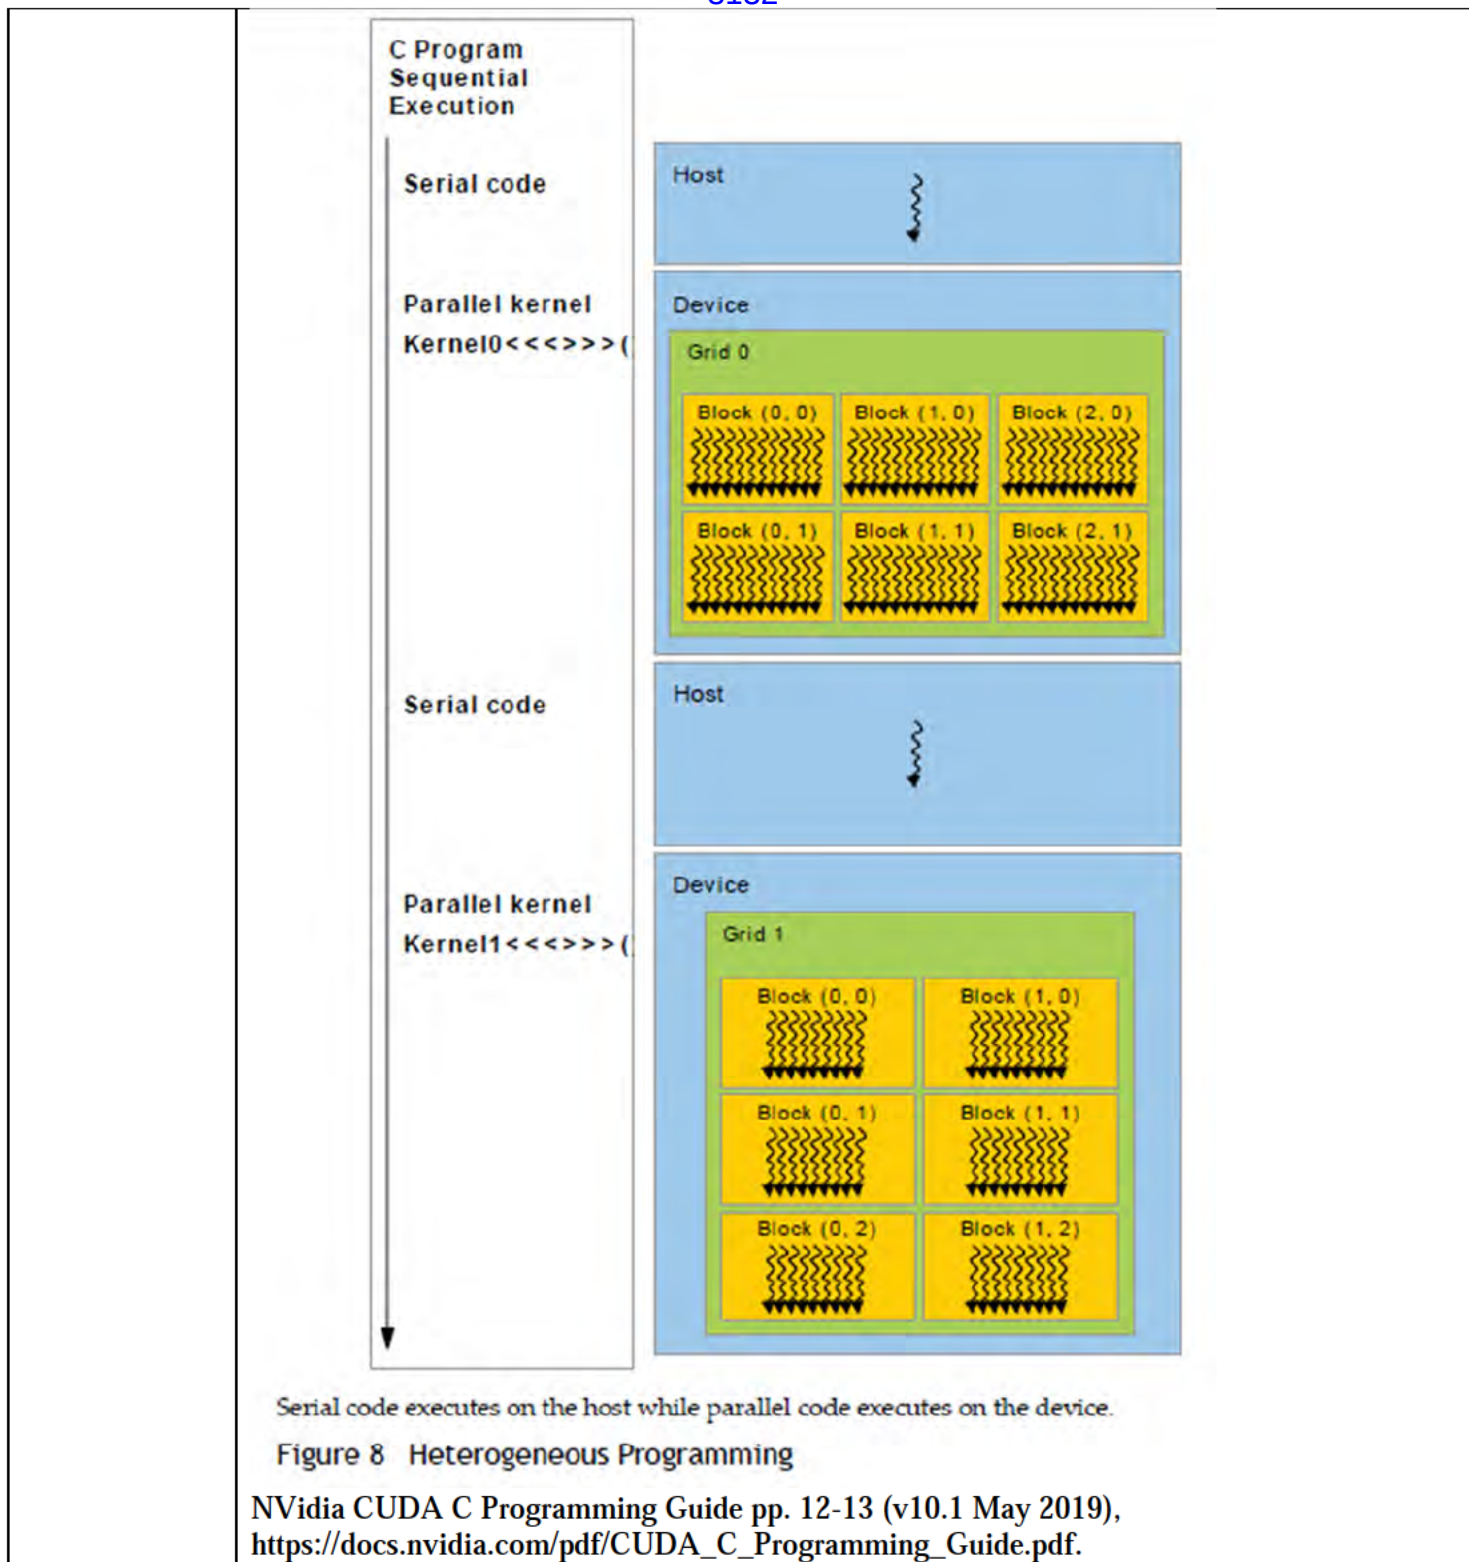 C Program
Sequential
Execution
Serial code
Host
Parallel kernel
Kernel0<<<>>>(
Device
Grid 0
Block (0, 0) Block (1, 0) Block (2, 0)
Block (0, 1) Block (1, 1) Block (2, 1)
Serial code
Host
Parallel kernel
Kernel1<<<>>>(
Device
Grid 1
Block (0, 0) Block (1, 0)
Block (0, 1) Block (1, 1)
Block (0, 2) Block (1, 2)
Serial code executes on the host while parallel code executes on the device.
Figure 8 Heterogeneous Programming
NVidia CUDA C Programming Guide pp. 12-13 (v10.1 May 2019),
https://docs.nvidia.com/pdf/CUDA_C_Programming_Guide.pdf.